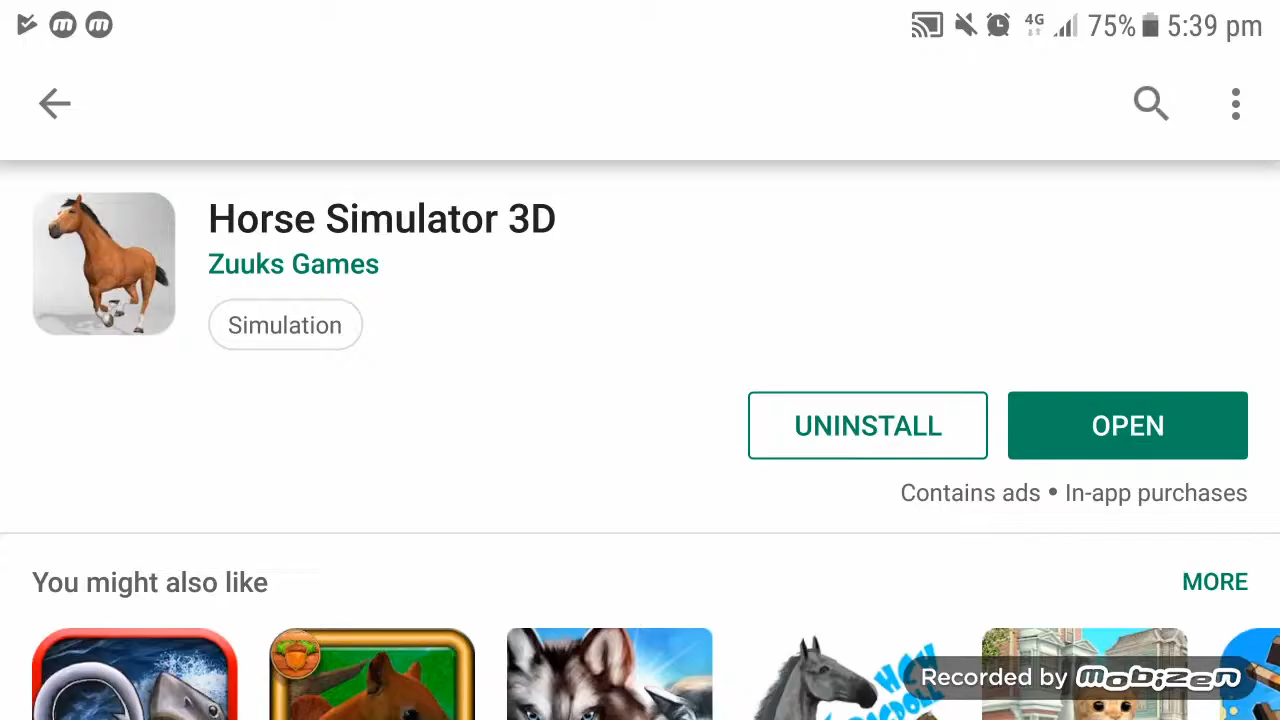 4G 75% 5:39 pm
Horse Simulator 3D
Zuuks Games
Simulation
UNINSTALL
OPEN
Contains ads • In-app purchases
You might also like
MORE
Recorded by mobizen